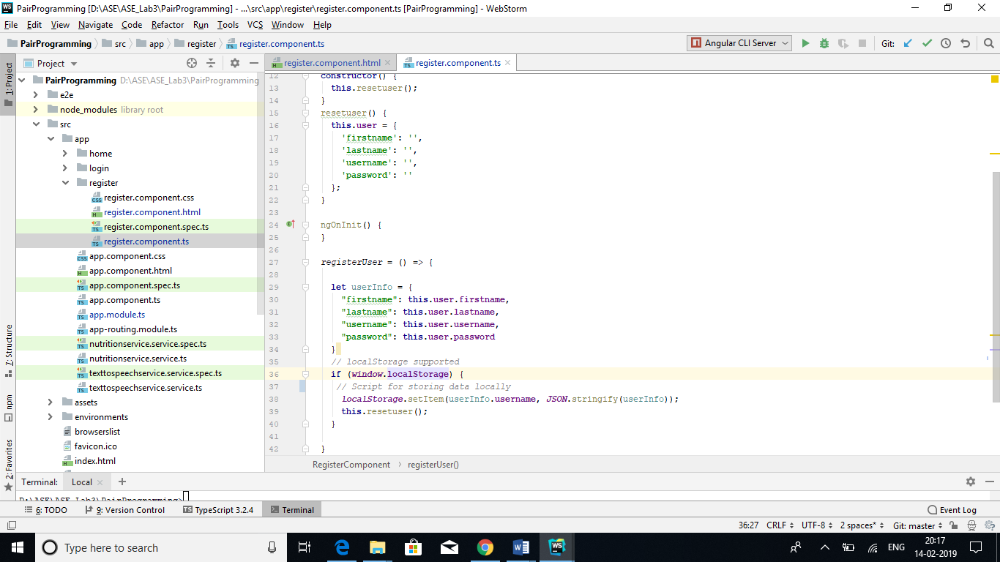 PairProgramming [D:\ASE\ASE_Lab3\PairProgramming] - ...\src\app\register\register.component.ts [PairProgramming] - WebStorm
File Edit View Navigate Code Refactor Run Tools VCS Window Help
PairProgramming src app register register.component.ts
Angular CLI Server
Git:
1: Project
Project
register.component.html
register.component.ts
PairProgramming D:\ASE\ASE_Lab3\PairProgramming
e2e
node_modules library root
src
app
home
login
register
register.component.css
register.component.html
register.component.spec.ts
register.component.ts
app.component.css
app.component.html
app.component.spec.ts
app.component.ts
app.module.ts
app-routing.module.ts
nutritionservice.service.spec.ts
nutritionservice.service.ts
texttospeechservice.service.spec.ts
texttospeechservice.service.ts
assets
environments
browserslist
favicon.ico
index.html
7: Structure
npm
2: Favorites
12 constructor() {
13 this.resetuser();
14 }
15 resetuser() {
16 this.user = {
17 'firstname': '',
18 'lastname': '',
19 'username': '',
20 'password': ''
21 };
22 }
23
24 ngOnInit() {
25 }
26
27 registerUser = () => {
28
29 let userInfo = {
30 "firstname": this.user.firstname,
31 "lastname": this.user.lastname,
32 "username": this.user.username,
33 "password": this.user.password
34 }
35 // localStorage supported
36 if (window.localStorage) {
37 // Script for storing data locally
38 localStorage.setItem(userInfo.username, JSON.stringify(userInfo));
39 this.resetuser();
40 }
41
42 }
RegisterComponent › registerUser()
Terminal: Local × +
D:\ASE\ASE_Lab3\PairProgramming>
6: TODO 9: Version Control TypeScript 3.2.4 Terminal Event Log
36:27 CRLF UTF-8 2 spaces* Git: master
Type here to search
ENG
20:17
14-02-2019